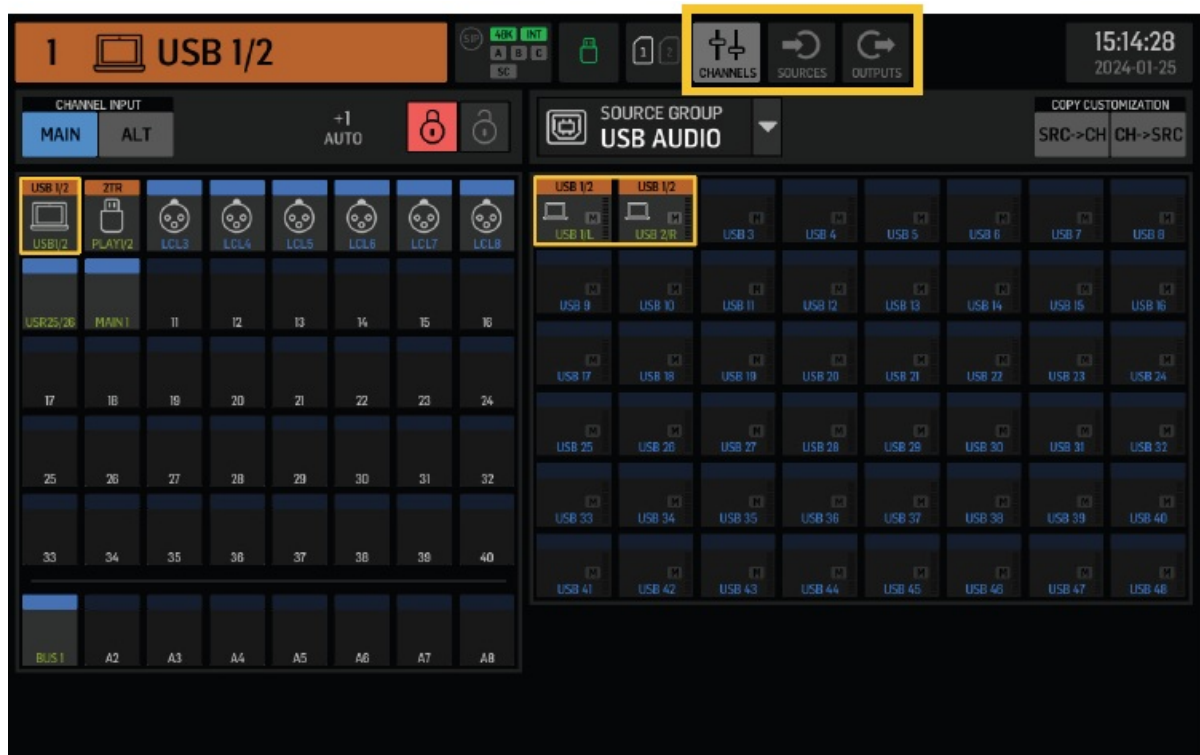 1 USB 1/2
SIP 48K INT
A B C
SC
1 2
CHANNELS SOURCES OUTPUTS
15:14:28
2024-01-25
CHANNEL INPUT
MAIN ALT
+1
AUTO
SOURCE GROUP
USB AUDIO
COPY CUSTOMIZATION
SRC->CH CH->SRC
USB 1/2 2TR
USB1/2 PLAY1/2 LCL3 LCL4 LCL5 LCL6 LCL7 LCL8
USR25/26 MAIN 1 11 12 13 14 15 16
17 18 19 20 21 22 23 24
25 26 27 28 29 30 31 32
33 34 35 36 37 38 39 40
BUS 1 A2 A3 A4 A5 A6 A7 A8
USB 1/2 USB 1/2
M M M M M M M M
USB 1/L USB 2/R USB 3 USB 4 USB 5 USB 6 USB 7 USB 8
M M M M M M M M
USB 9 USB 10 USB 11 USB 12 USB 13 USB 14 USB 15 USB 16
M M M M M M M M
USB 17 USB 18 USB 19 USB 20 USB 21 USB 22 USB 23 USB 24
M M M M M M M M
USB 25 USB 26 USB 27 USB 28 USB 29 USB 30 USB 31 USB 32
M M M M M M M M
USB 33 USB 34 USB 35 USB 36 USB 37 USB 38 USB 39 USB 40
M M M M M M M M
USB 41 USB 42 USB 43 USB 44 USB 45 USB 46 USB 47 USB 48